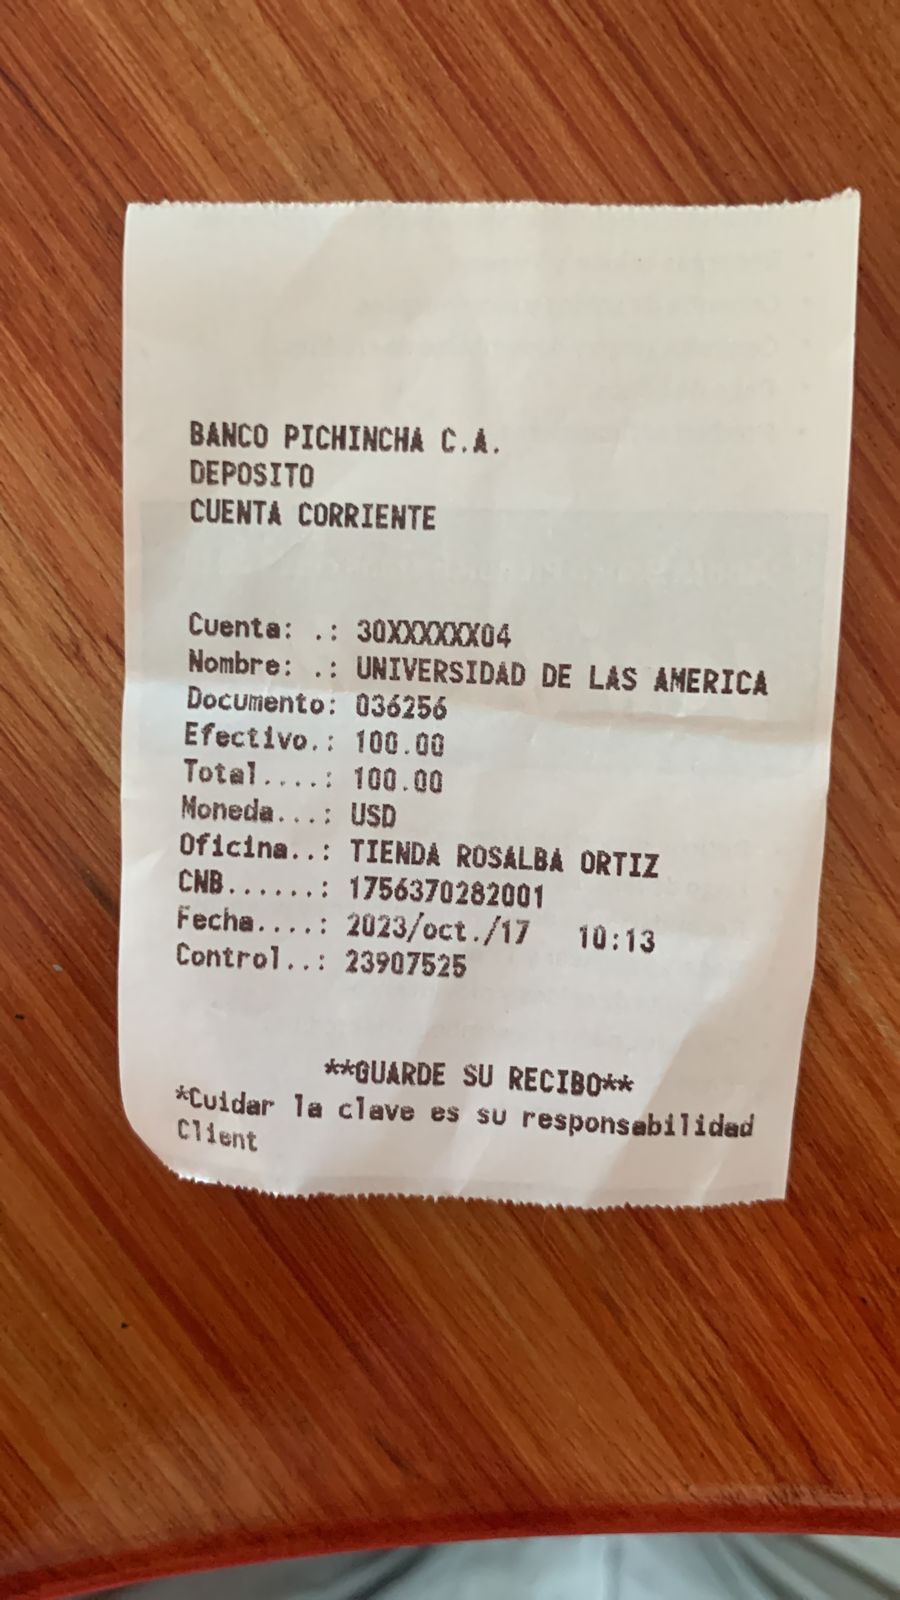 BANCO PICHINCHA C.A.
DEPOSITO
CUENTA CORRIENTE
Cuenta: .: 30XXXXXX04
Nombre: .: UNIVERSIDAD DE LAS AMERICA
Documento: 036256
Efectivo.: 100.00
Total....: 100.00
Moneda...: USD
Oficina..: TIENDA ROSALBA ORTIZ
CNB......: 1756370282001
Fecha....: 2023/oct./17 10:13
Control..: 23907525
**GUARDE SU RECIBO**
*Cuidar la clave es su responsabilidad
Client